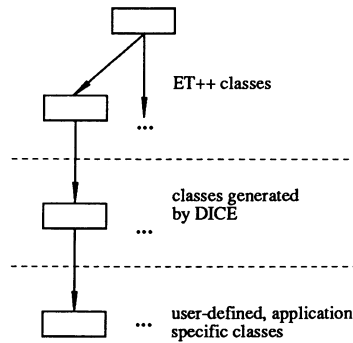 ET++ classes
...
classes generated
by DICE
...
... user-defined, application
specific classes